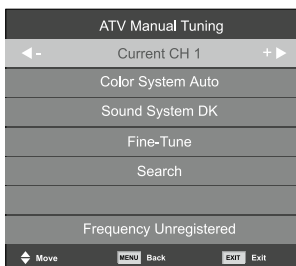 ATV Manual Tuning
- Current CH 1 +
Color System Auto
Sound System DK
Fine-Tune
Search
Frequency Unregistered
Move MENU Back EXIT Exit